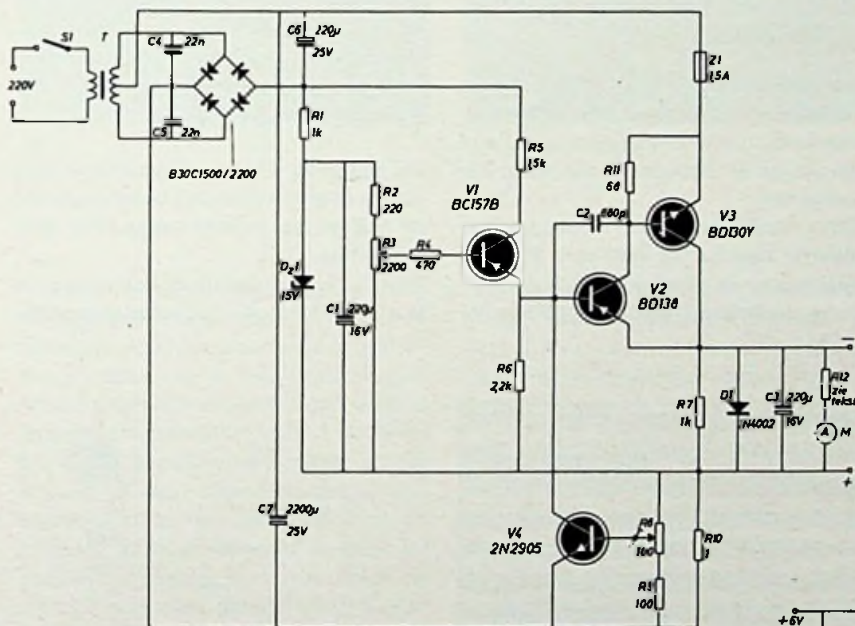 S1
T
220V
C4
22n
C5
22n
B30C1500/2200
C6
220µ
25V
R1
1k
R2
220
R3
2200
R4
470
V1
BC157B
R5
1,5k
R6
2,2k
Dz1
15V
C1
220µ
16V
C7
2200µ
25V
Z1
1,5A
R11
68
C2
680p
V3
BD130Y
V2
BD138
R7
1k
D1
1N4002
C3
220µ
16V
R12
zie
tekst
A
M
−
+
V4
2N2905
R8
100
R9
100
R10
1
+6V